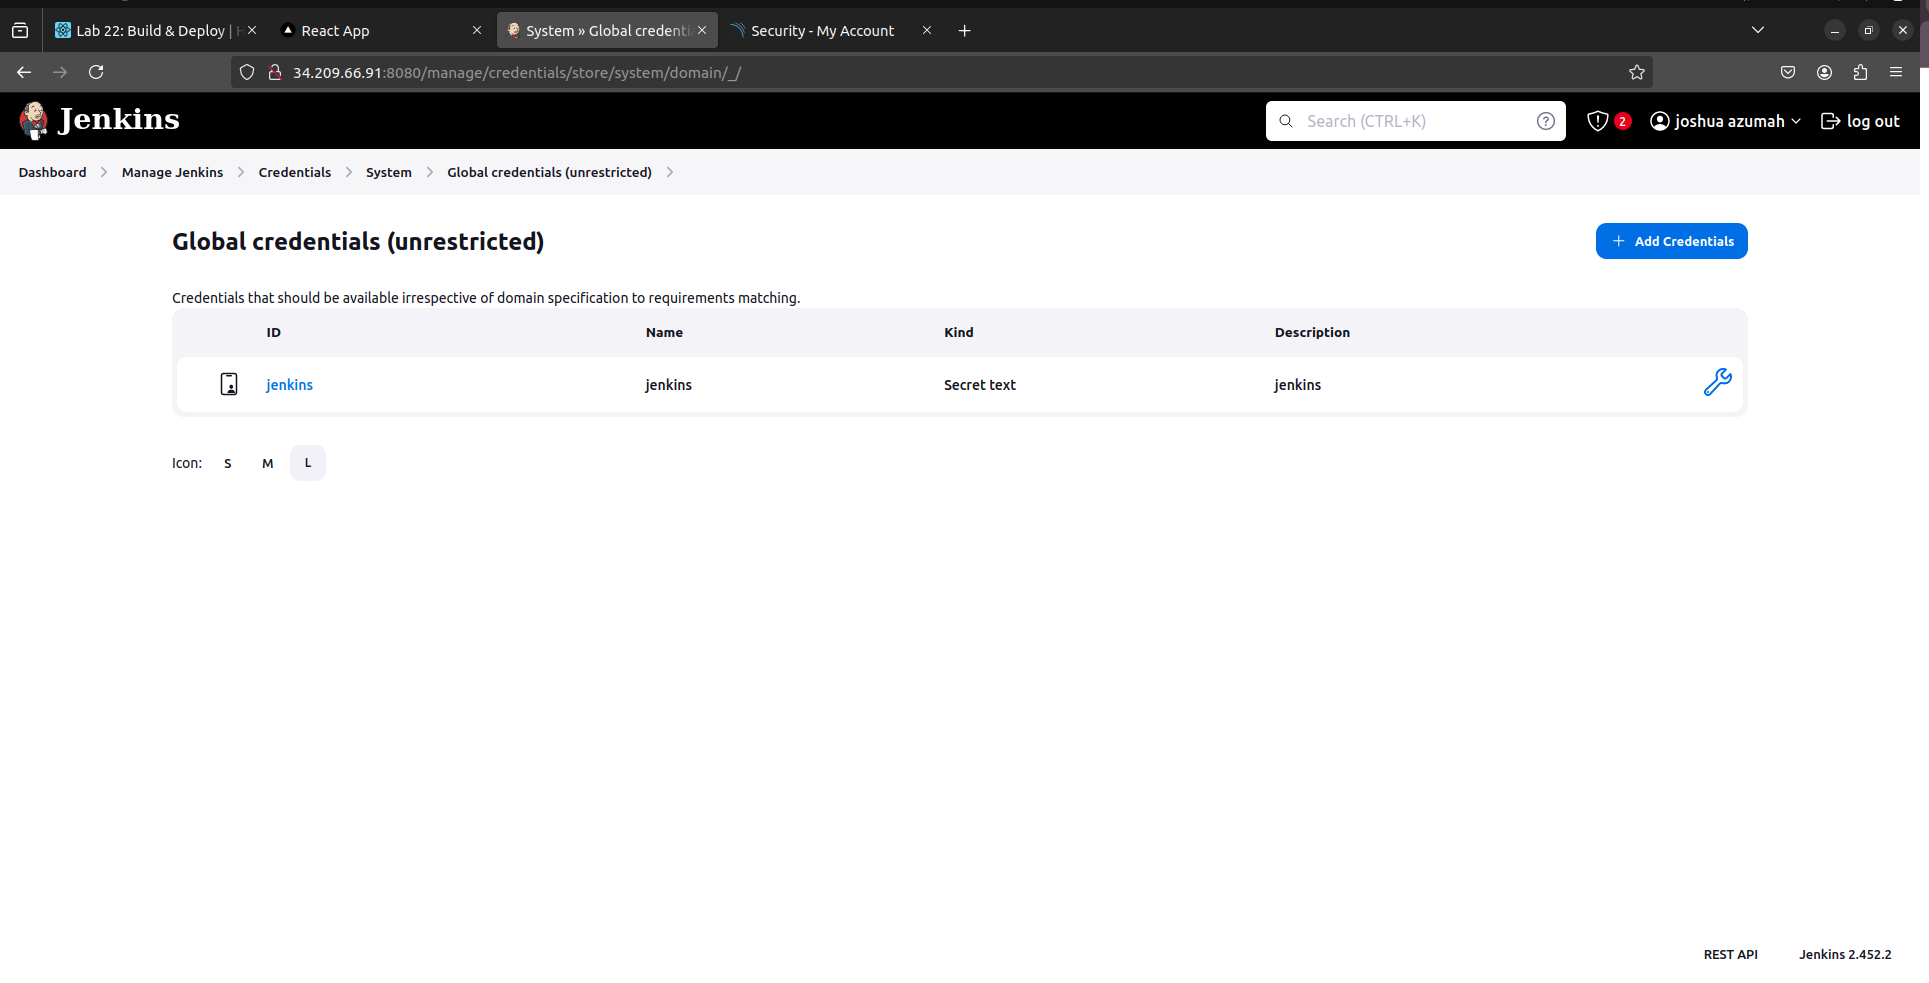 Lab 22: Build & Deploy |
React App
System » Global credenti
Security - My Account
34.209.66.91:8080/manage/credentials/store/system/domain/_/
Jenkins
Search (CTRL+K)
2
joshua azumah
log out
Dashboard
Manage Jenkins
Credentials
System
Global credentials (unrestricted)
Global credentials (unrestricted)
Add Credentials
Credentials that should be available irrespective of domain specification to requirements matching.
ID Name Kind Description
jenkins jenkins Secret text jenkins
Icon: S M L
REST API Jenkins 2.452.2